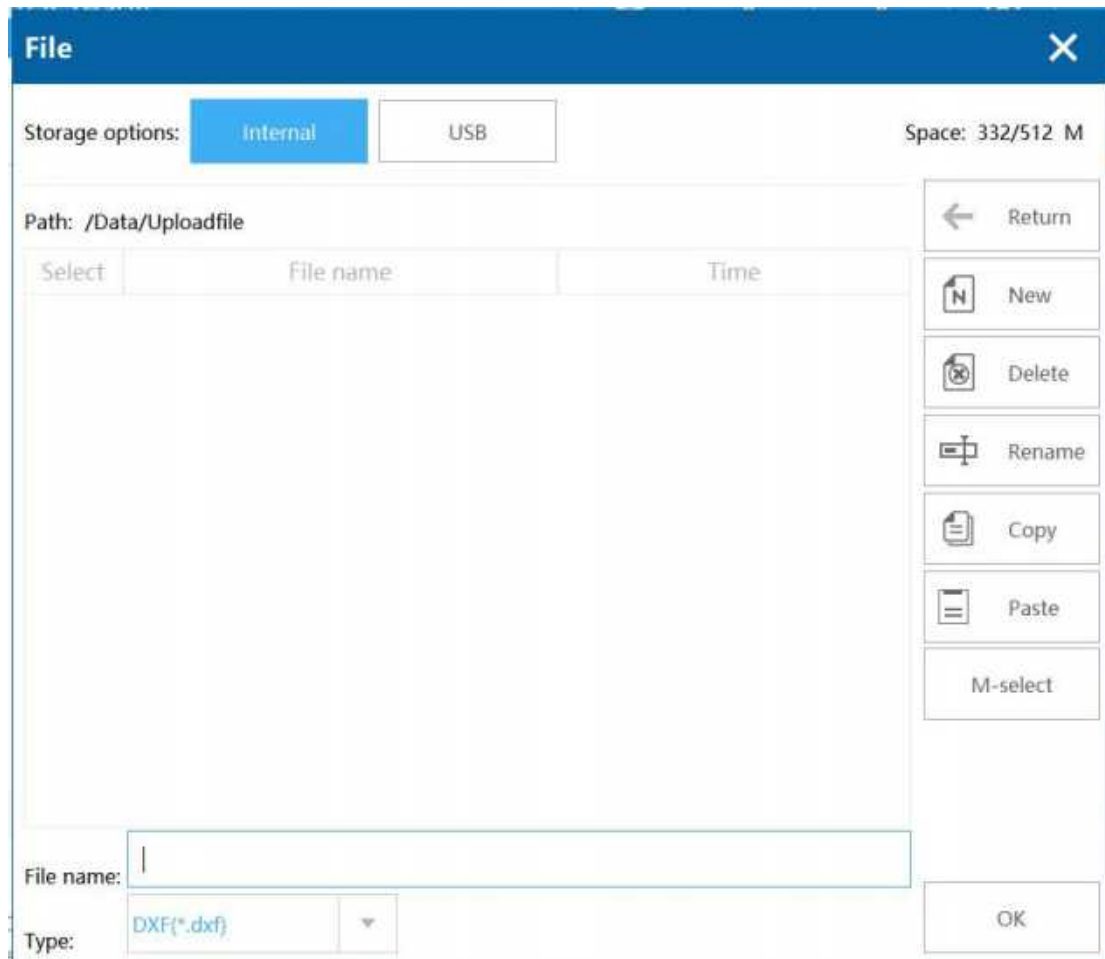 File
Storage options: Internal USB Space: 332/512 M
Path: /Data/Uploadfile
Return
Select File name Time
New
Delete
Rename
Copy
Paste
M-select
File name:
Type: DXF(*.dxf)
OK